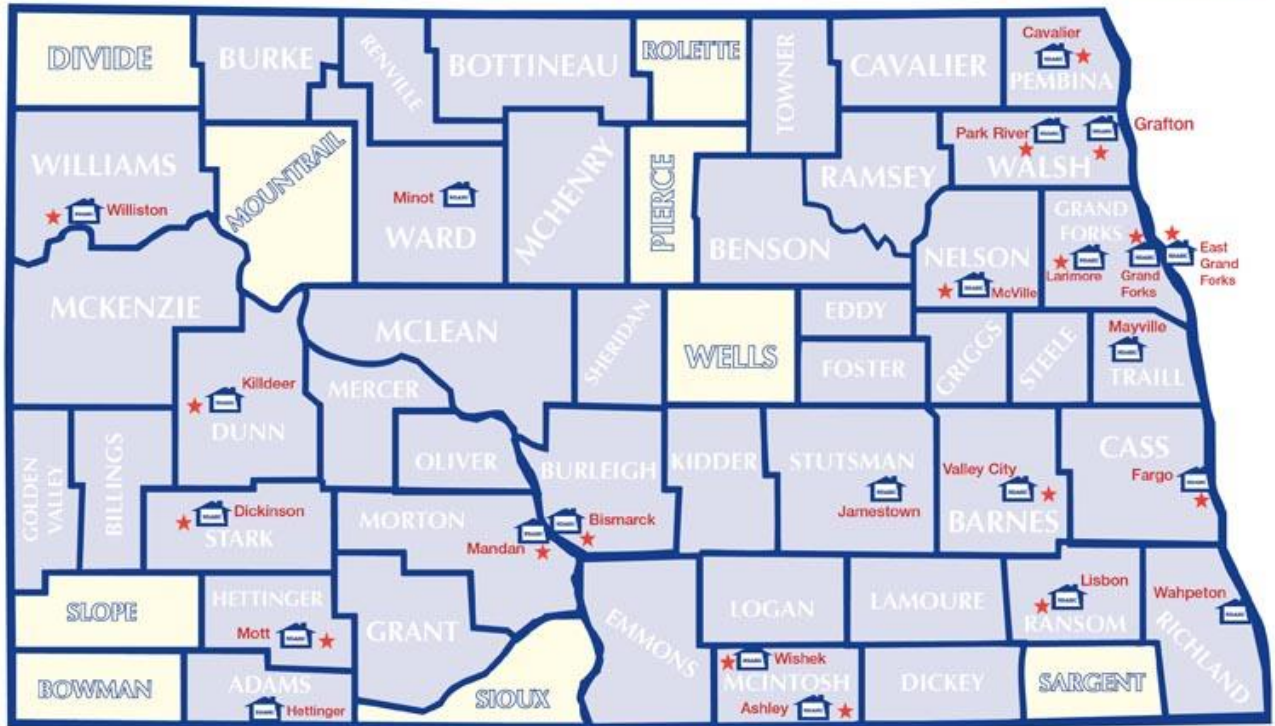 DIVIDE
BURKE
RENVILLE
BOTTINEAU
ROLETTE
TOWNER
CAVALIER
Cavalier
PEMBINA
WILLIAMS
Williston
MOUNTRAIL
Minot
WARD
MCHENRY
PIERCE
BENSON
RAMSEY
Park River
Grafton
WALSH
NELSON
McVille
GRAND
FORKS
Larimore
Grand
Forks
East
Grand
Forks
MCKENZIE
MCLEAN
SHERIDAN
WELLS
EDDY
FOSTER
GRIGGS
STEELE
Mayville
TRAILL
Killdeer
DUNN
MERCER
OLIVER
GOLDEN
VALLEY
BILLINGS
Dickinson
STARK
MORTON
Mandan
BURLEIGH
Bismarck
KIDDER
STUTSMAN
Jamestown
Valley City
BARNES
CASS
Fargo
SLOPE
HETTINGER
Mott
GRANT
EMMONS
LOGAN
LAMOURE
Lisbon
RANSOM
Wahpeton
RICHLAND
BOWMAN
ADAMS
Hettinger
SIOUX
Wishek
MCINTOSH
Ashley
DICKEY
SARGENT